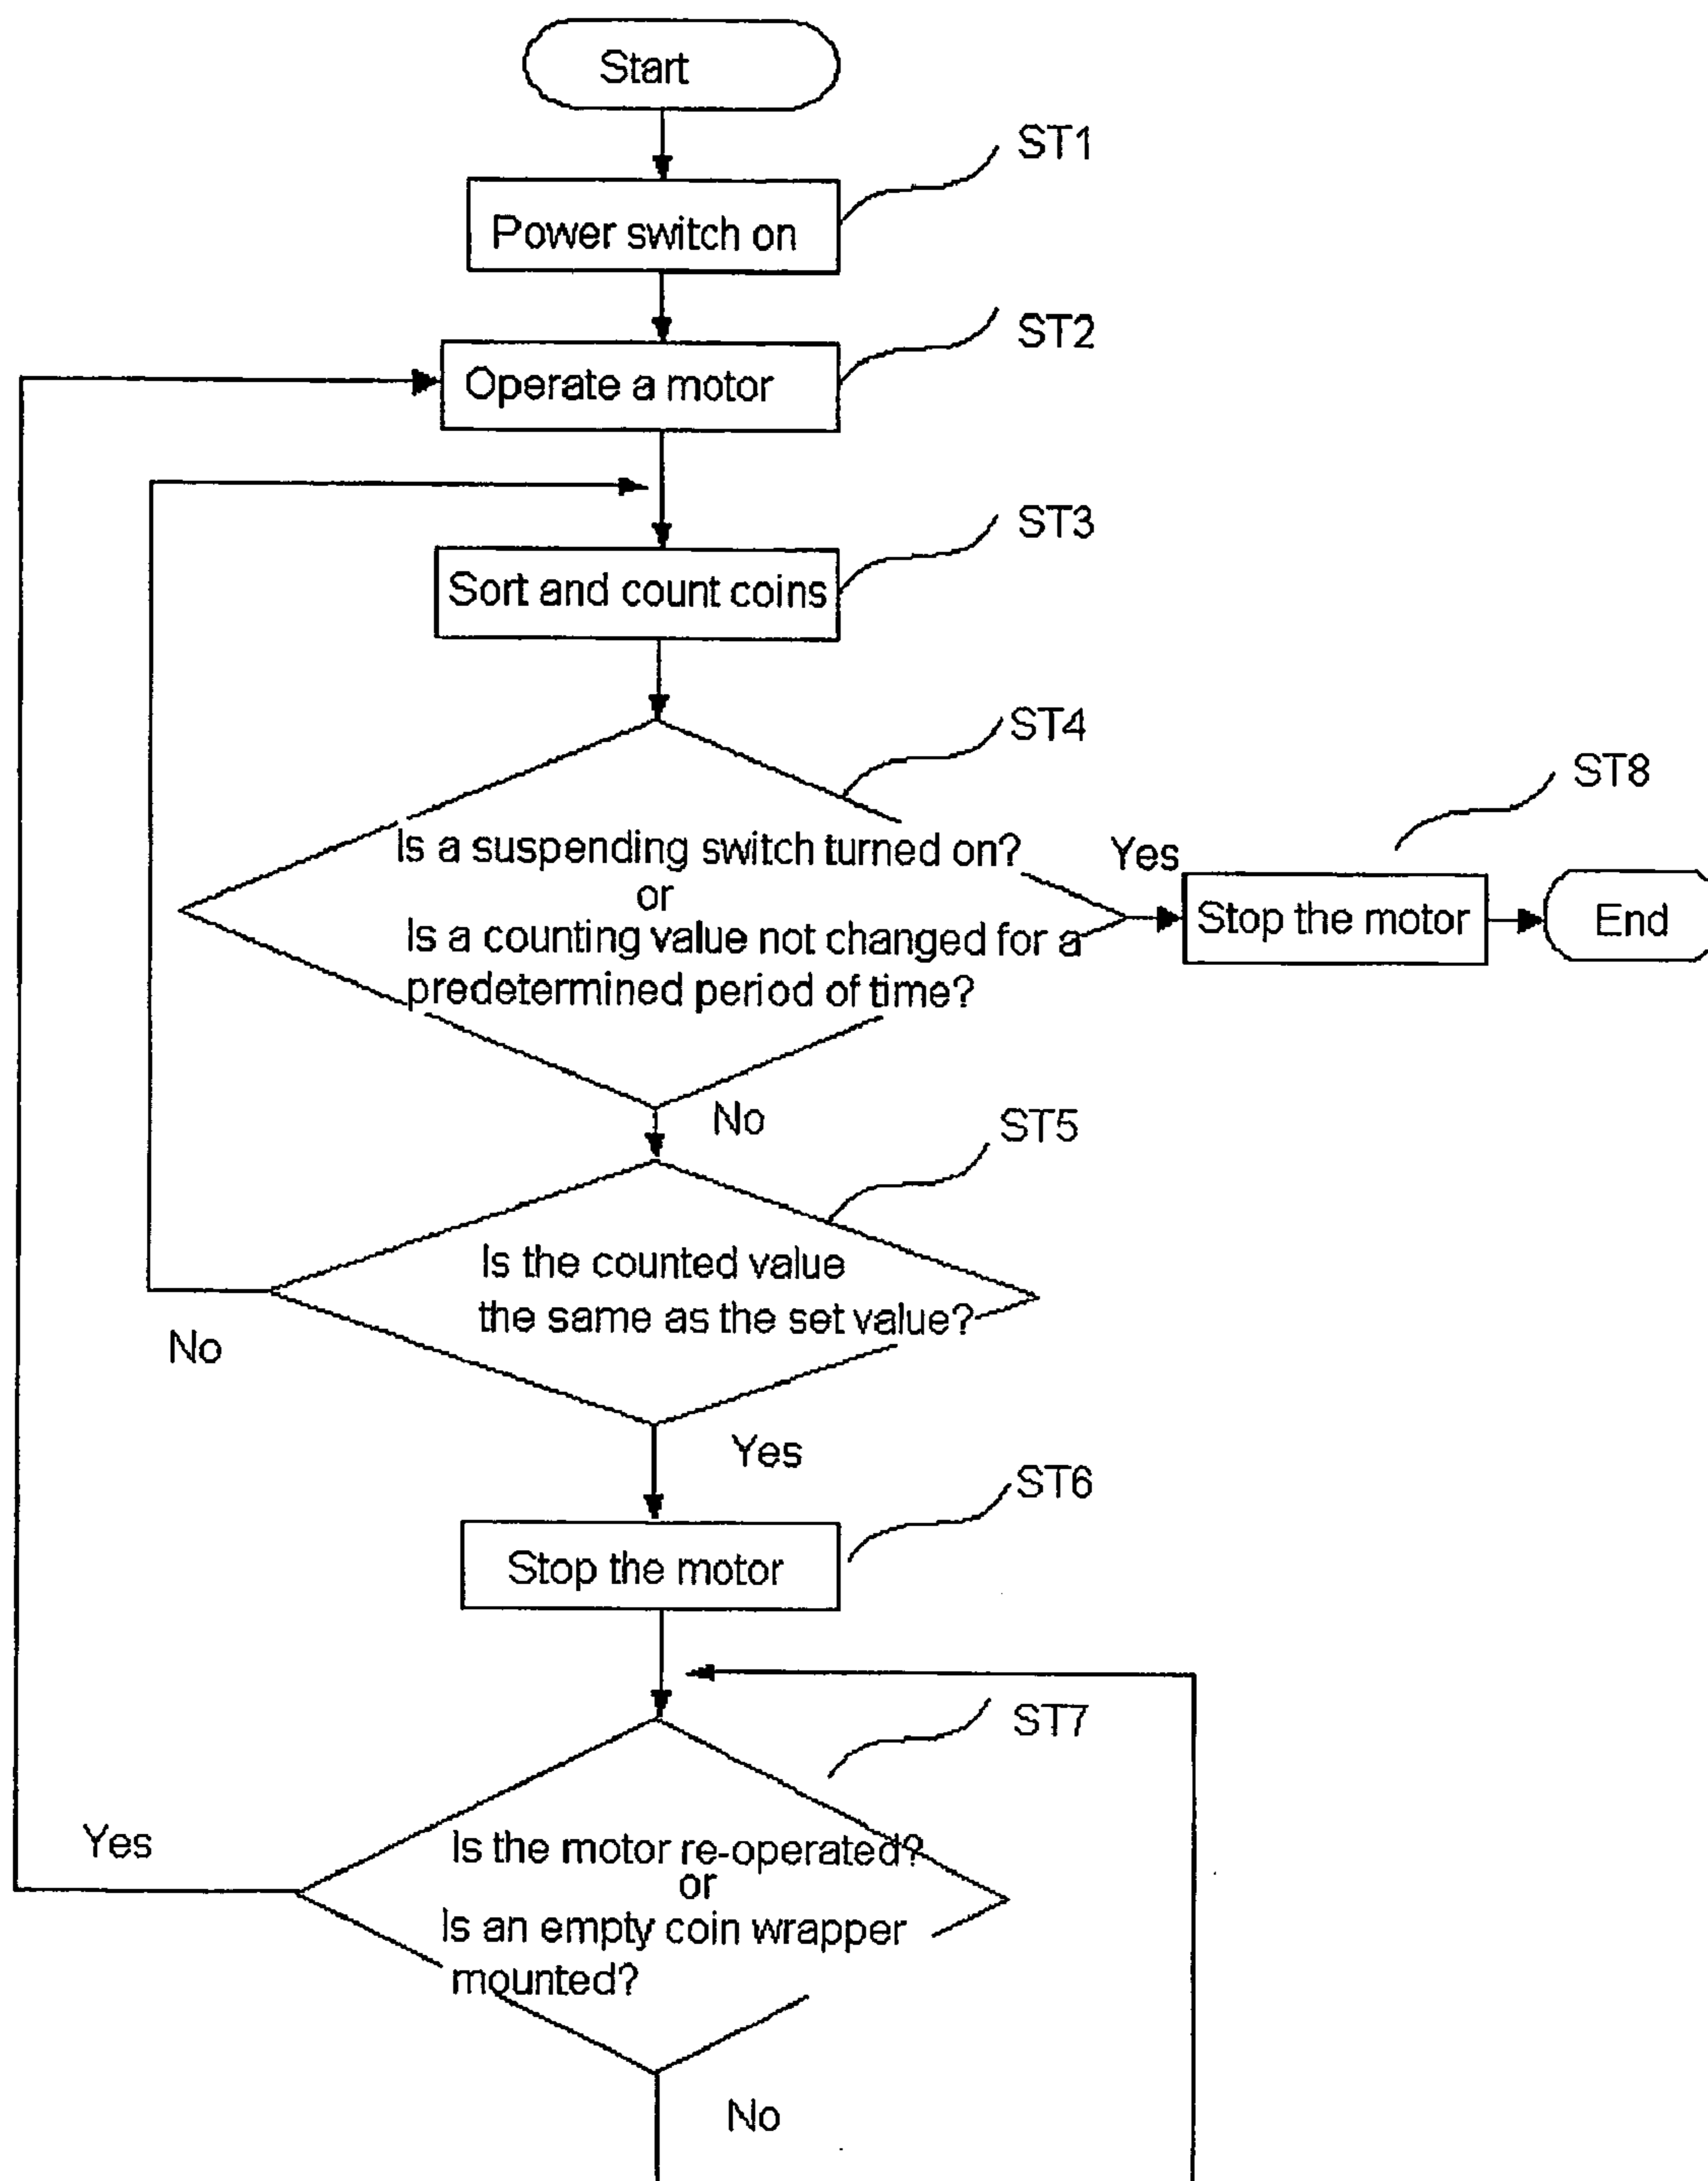 Start
ST1
Power switch on
ST2
Operate a motor
ST3
Sort and count coins
ST4
ST8
Is a suspending switch turned on?
or
Is a counting value not changed for a
predetermined period of time?
Yes
Stop the motor
End
No
ST5
Is the counted value
the same as the set value?
No
Yes
ST6
Stop the motor
ST7
Yes
Is the motor re-operated?
or
Is an empty coin wrapper
mounted?
No